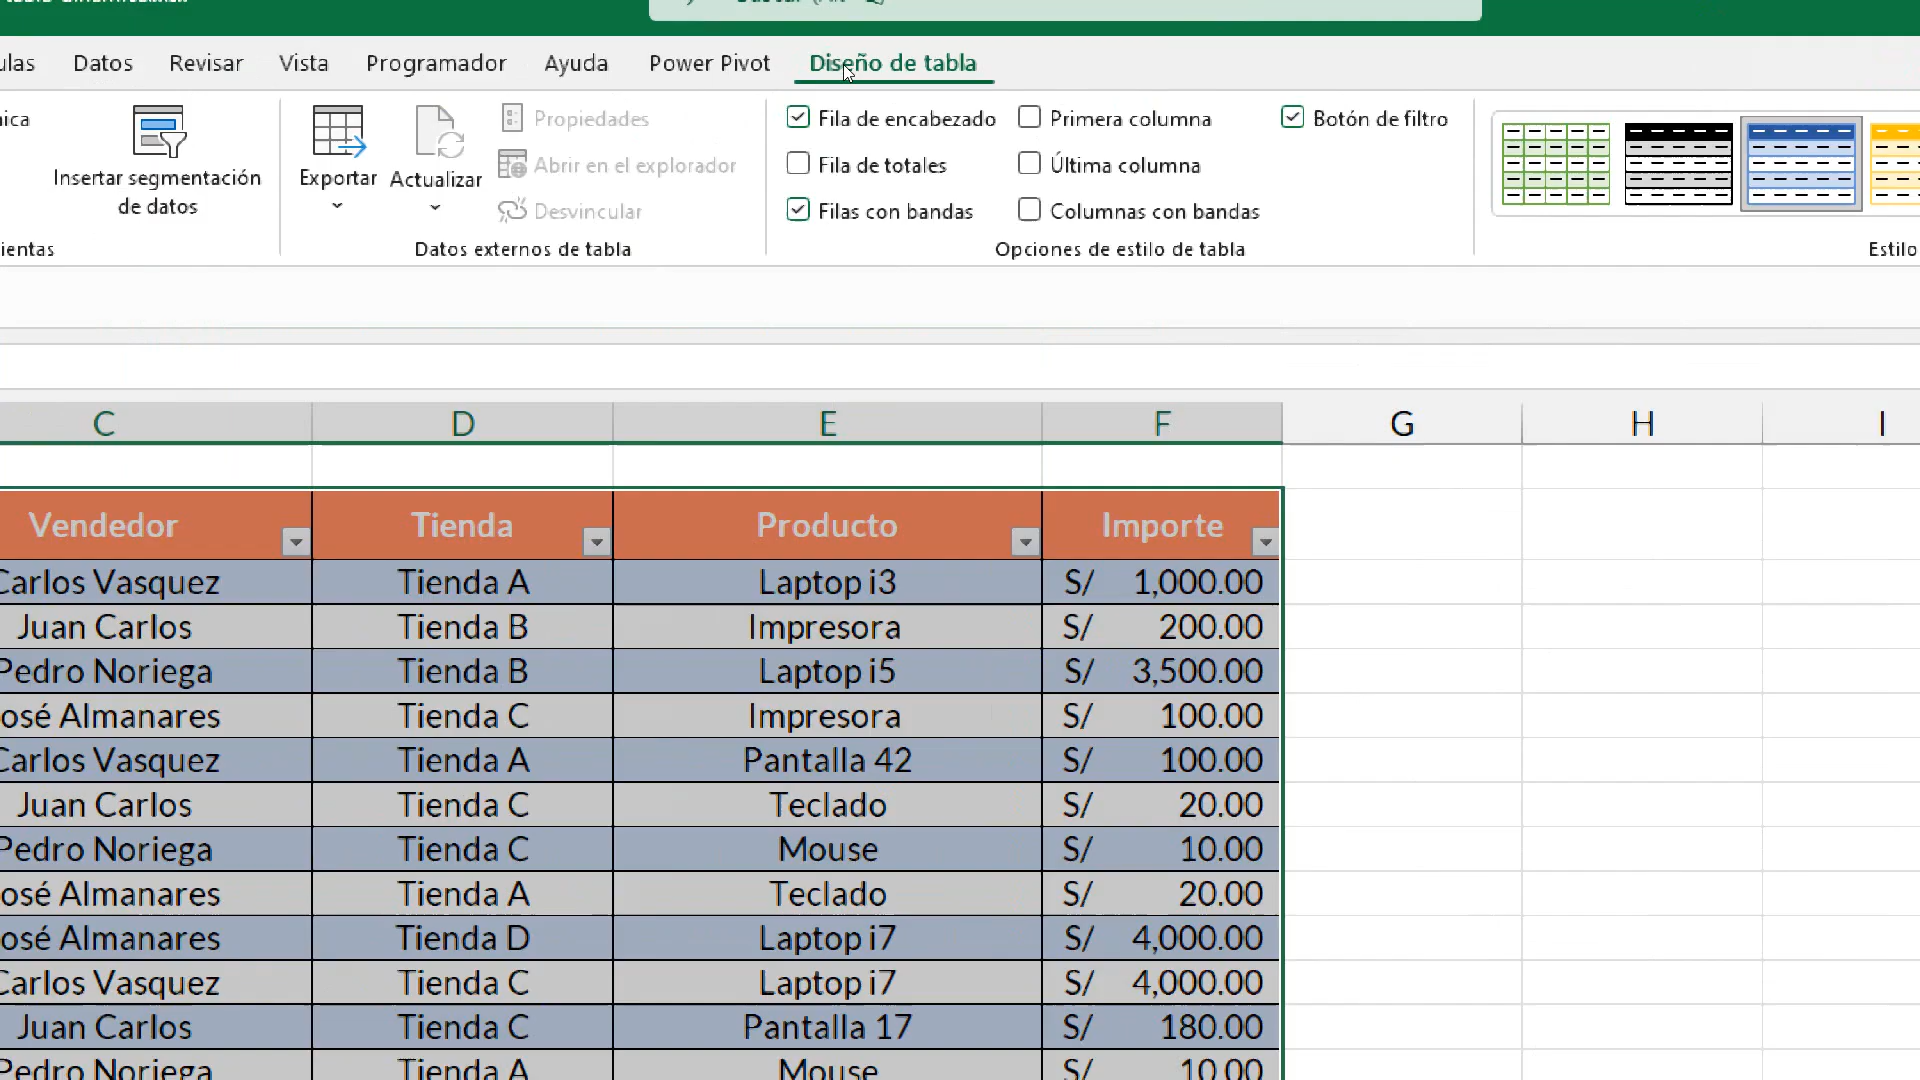 Datos Revisar Vista Programador Ayuda Power Pivot Diseño de tabla
Insertar segmentación
de datos
Exportar
Actualizar
Propiedades
Abrir en el explorador
Desvincular
Datos externos de tabla
Fila de encabezado
Fila de totales
Filas con bandas
Primera columna
Última columna
Columnas con bandas
Botón de filtro
Opciones de estilo de tabla
Estilo
C D E F G H I
Vendedor Tienda Producto Importe
Carlos Vasquez Tienda A Laptop i3 S/ 1,000.00
Juan Carlos Tienda B Impresora S/ 200.00
Pedro Noriega Tienda B Laptop i5 S/ 3,500.00
osé Almanares Tienda C Impresora S/ 100.00
Carlos Vasquez Tienda A Pantalla 42 S/ 100.00
Juan Carlos Tienda C Teclado S/ 20.00
Pedro Noriega Tienda C Mouse S/ 10.00
osé Almanares Tienda A Teclado S/ 20.00
osé Almanares Tienda D Laptop i7 S/ 4,000.00
Carlos Vasquez Tienda C Laptop i7 S/ 4,000.00
Juan Carlos Tienda C Pantalla 17 S/ 180.00
Pedro Noriega Tienda A Mouse S/ 10.00